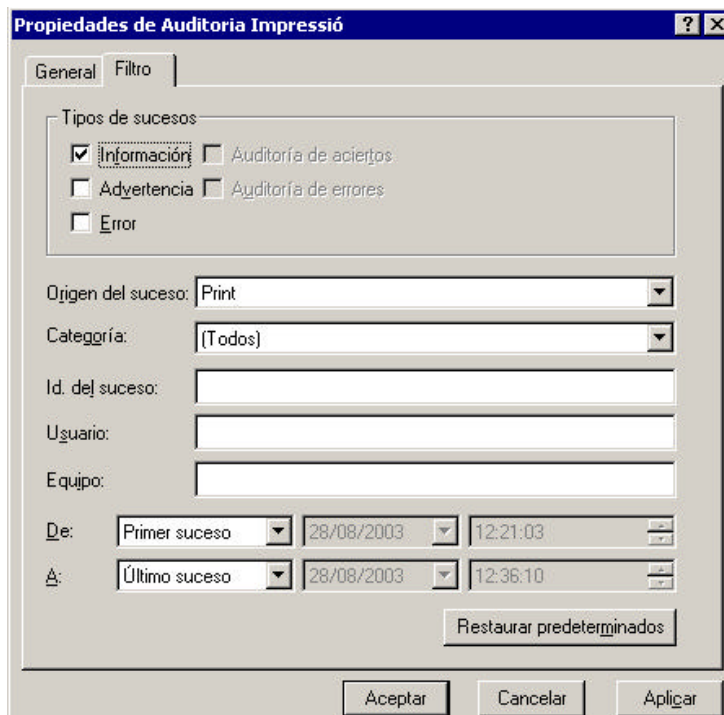 Propiedades de Auditoria Impressió
General Filtro
Tipos de sucesos
Información Auditoría de aciertos
Advertencia Auditoría de errores
Error
Origen del suceso: Print
Categoría: (Todos)
Id. del suceso:
Usuario:
Equipo:
De: Primer suceso 28/08/2003 12:21:03
A: Último suceso 28/08/2003 12:36:10
Restaurar predeterminados
Aceptar Cancelar Aplicar